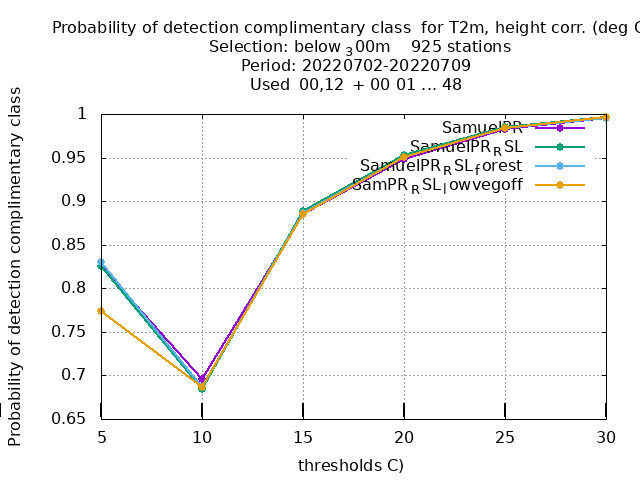 Probability of detection complimentary class for T2m, height corr. (deg C
Selection: below ₃00m 925 stations
Period: 20220702-20220709
Used 00,12 + 00 01 ... 48
Probability of detection complimentary class
1
0.95
0.9
0.85
0.8
0.75
0.7
0.65
SamuelPR
SamuelPR_RSL
SamuelPR_RSL_forest
SamPR_RSL_lowvegoff
5 10 15 20 25 30
thresholds C)